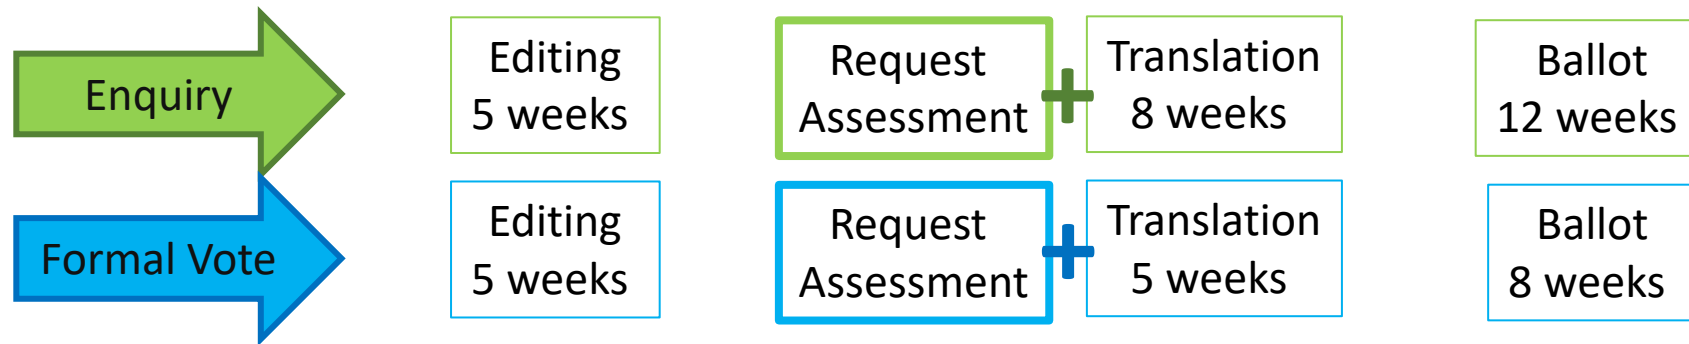 Enquiry
Editing
5 weeks
Request
Assessment
+
Translation
8 weeks
Ballot
12 weeks
Formal Vote
Editing
5 weeks
Request
Assessment
+
Translation
5 weeks
Ballot
8 weeks